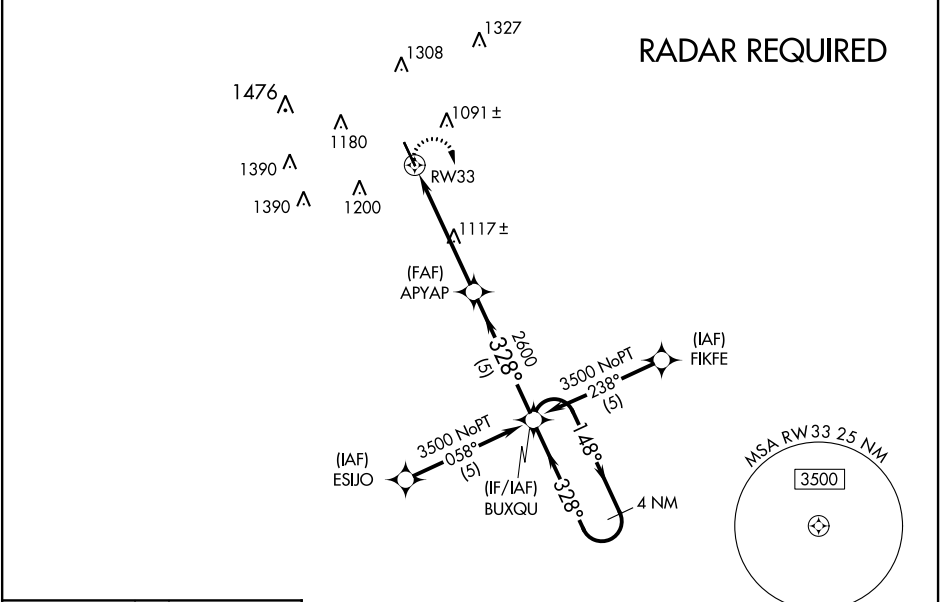 RADAR REQUIRED
1327
1308
1476
1091 ±
1180
1390
RW33
1390
1200
1117 ±
(FAF)
APYAP
2600
328°
(5)
(IAF)
FIKFE
3500 NoPT
238°
(5)
3500 NoPT
058°
(5)
(IAF)
ESIJO
148°
328°
(IF/IAF)
BUXQU
4 NM
MSA RW33 25 NM
3500